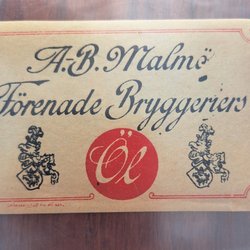 A.-B. Malmö
Förenade Bryggeriers
Öl